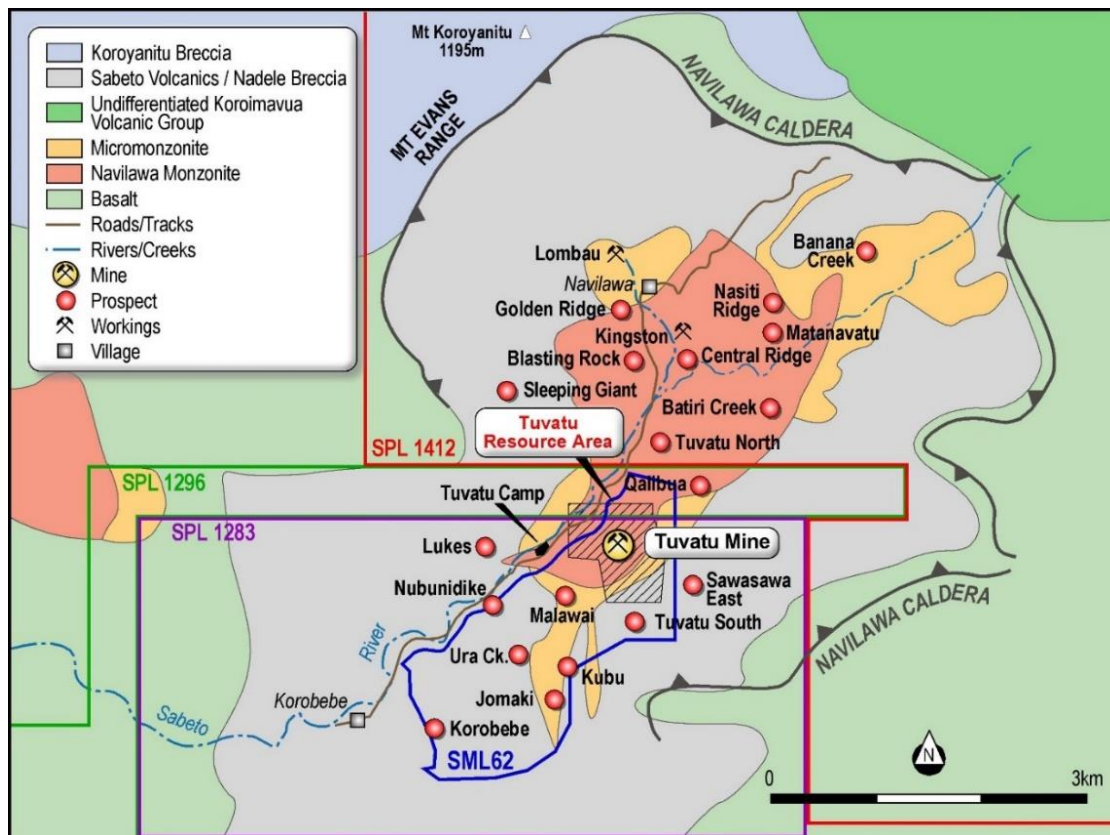 Koroyanitu Breccia
Sabeto Volcanics / Nadele Breccia
Undifferentiated Koroimavua
Volcanic Group
Micromonzonite
Navilawa Monzonite
Basalt
Roads/Tracks
Rivers/Creeks
Mine
Prospect
Workings
Village
Mt Koroyanitu
1195m
MT EVANS
RANGE
NAVILAWA CALDERA
Lombau
Navilawa
Banana
Creek
Golden Ridge
Nasiti
Ridge
Kingston
Matanavatu
Blasting Rock
Central Ridge
Sleeping Giant
Batiri Creek
Tuvatu
Resource Area
Tuvatu North
SPL 1412
SPL 1296
Qalibua
Tuvatu Camp
SPL 1283
Tuvatu Mine
Lukes
Nubunidike
Sawasawa
East
Malawai
Tuvatu South
NAVILAWA CALDERA
River
Ura Ck.
Kubu
Korobebe
Jomaki
Sabeto
Korobebe
SML62
N
0
3km